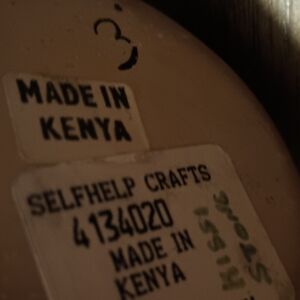 3
MADE IN
KENYA
SELFHELP CRAFTS
4134020
MADE IN
KENYA
KISSI
STONE